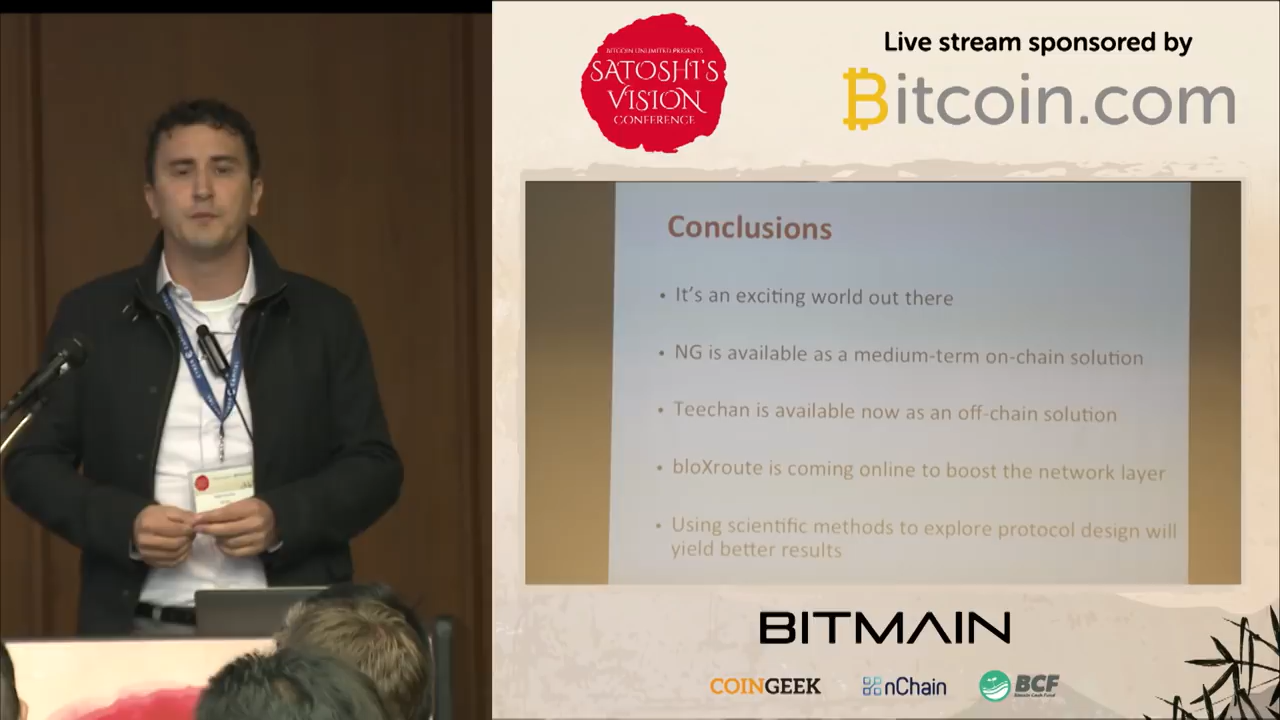 BITCOIN UNLIMITED PRESENTS
SATOSHI'S
VISION
CONFERENCE
Live stream sponsored by
Bitcoin.com
Conclusions
• It's an exciting world out there
• NG is available as a medium-term on-chain solution
• Teechan is available now as an off-chain solution
• bloXroute is coming online to boost the network layer
• Using scientific methods to explore protocol design will
yield better results
BITMAIN
COINGEEK
nChain
BCF